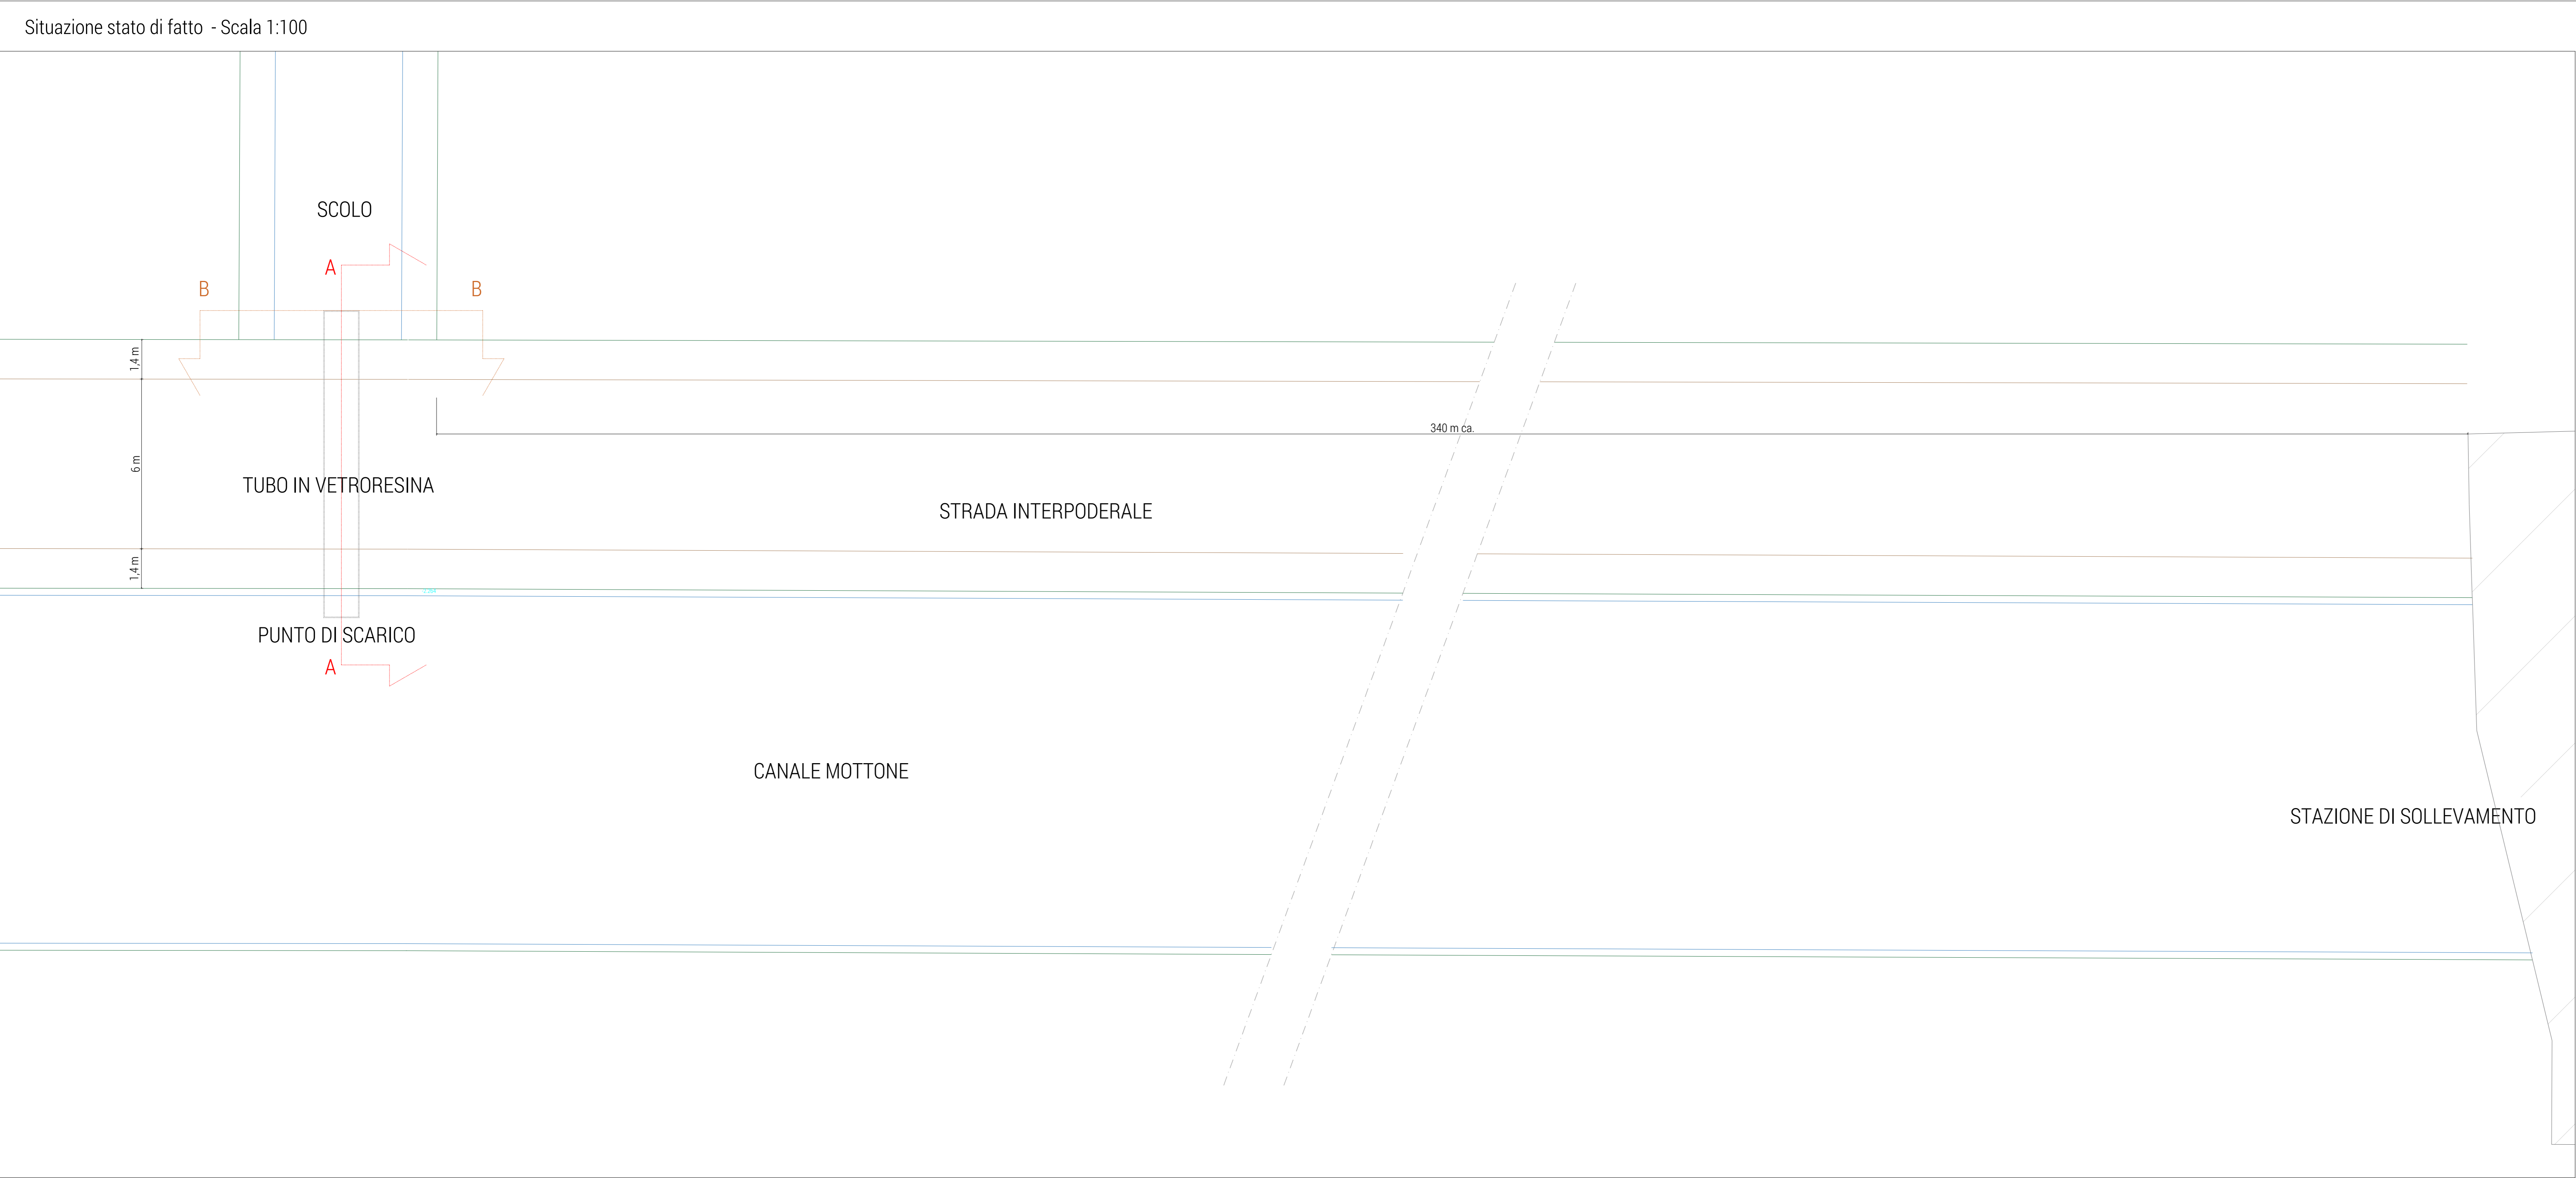 Situazione stato di fatto - Scala 1:100
SCOLO
A
B
B
1,4 m
340 m ca.
6 m
TUBO IN VETRORESINA
STRADA INTERPODERALE
1,4 m
PUNTO DI SCARICO
A
CANALE MOTTONE
STAZIONE DI SOLLEVAMENTO